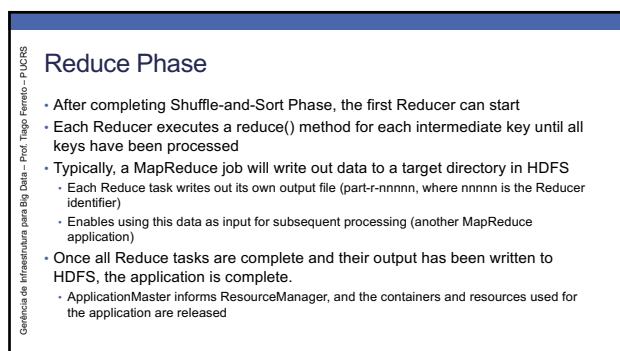 Gerência de Infraestrutura para Big Data – Prof. Tiago Ferreto – PUCRS
Reduce Phase
• After completing Shuffle-and-Sort Phase, the first Reducer can start
• Each Reducer executes a reduce() method for each intermediate key until all
keys have been processed
• Typically, a MapReduce job will write out data to a target directory in HDFS
• Each Reduce task writes out its own output file (part-r-nnnnn, where nnnnn is the Reducer
identifier)
• Enables using this data as input for subsequent processing (another MapReduce
application)
• Once all Reduce tasks are complete and their output has been written to
HDFS, the application is complete.
• ApplicationMaster informs ResourceManager, and the containers and resources used for
the application are released